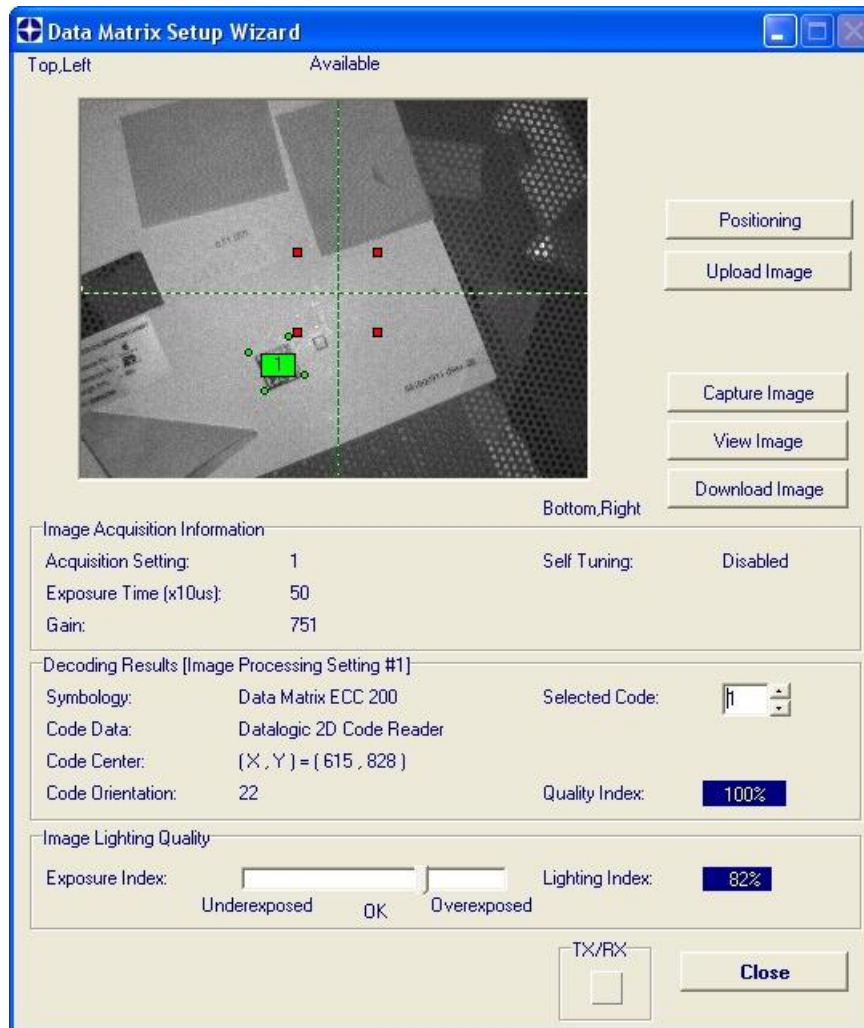 Data Matrix Setup Wizard
Top,Left Available
1
Positioning
Upload Image
Capture Image
View Image
Download Image
Bottom,Right
Image Acquisition Information
Acquisition Setting: 1 Self Tuning: Disabled
Exposure Time (x10us): 50
Gain: 751
Decoding Results [Image Processing Setting #1]
Symbology: Data Matrix ECC 200 Selected Code: 1
Code Data: Datalogic 2D Code Reader
Code Center: ( X , Y ) = ( 615 , 828 )
Code Orientation: 22 Quality Index: 100%
Image Lighting Quality
Exposure Index: Lighting Index: 82%
Underexposed OK Overexposed
TX/RX
Close